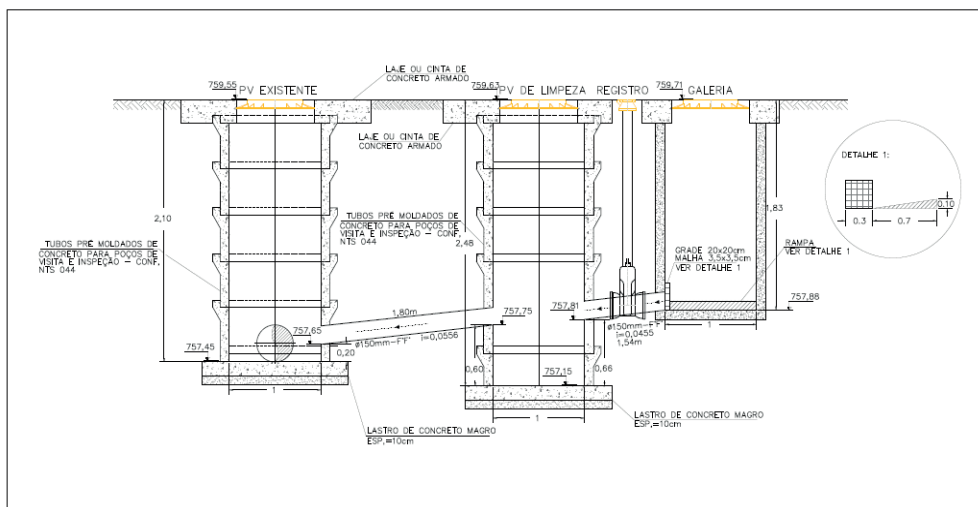 759,55
PV EXISTENTE
LAJE OU CINTA DE
CONCRETO ARMADO
759,63
PV DE LIMPEZA
REGISTRO
759,71
GALERIA
LAJE OU CINTA DE
CONCRETO ARMADO
DETALHE 1:
0.3
0.7
0.10
2,10
TUBOS PRÉ MOLDADOS DE
CONCRETO PARA POÇOS DE
VISITA E INSPEÇÃO – CONF,
NTS 044
TUBOS PRÉ MOLDADOS DE
CONCRETO PARA POÇOS DE
VISITA E INSPEÇÃO – CONF,
NTS 044
2,48
1,83
GRADE 20x20cm
MALHA 3,5x3,5cm
VER DETALHE 1
RAMPA
VER DETALHE 1
757,45
757,65
1,80m
ø150mm–F'F' i=0,0556
0,20
757,75
757,81
ø150mm–F'F'
i=0,0455
1,54m
757,88
1
1
0,60
757,15
0,66
1
LASTRO DE CONCRETO MAGRO
ESP,=10cm
LASTRO DE CONCRETO MAGRO
ESP,=10cm